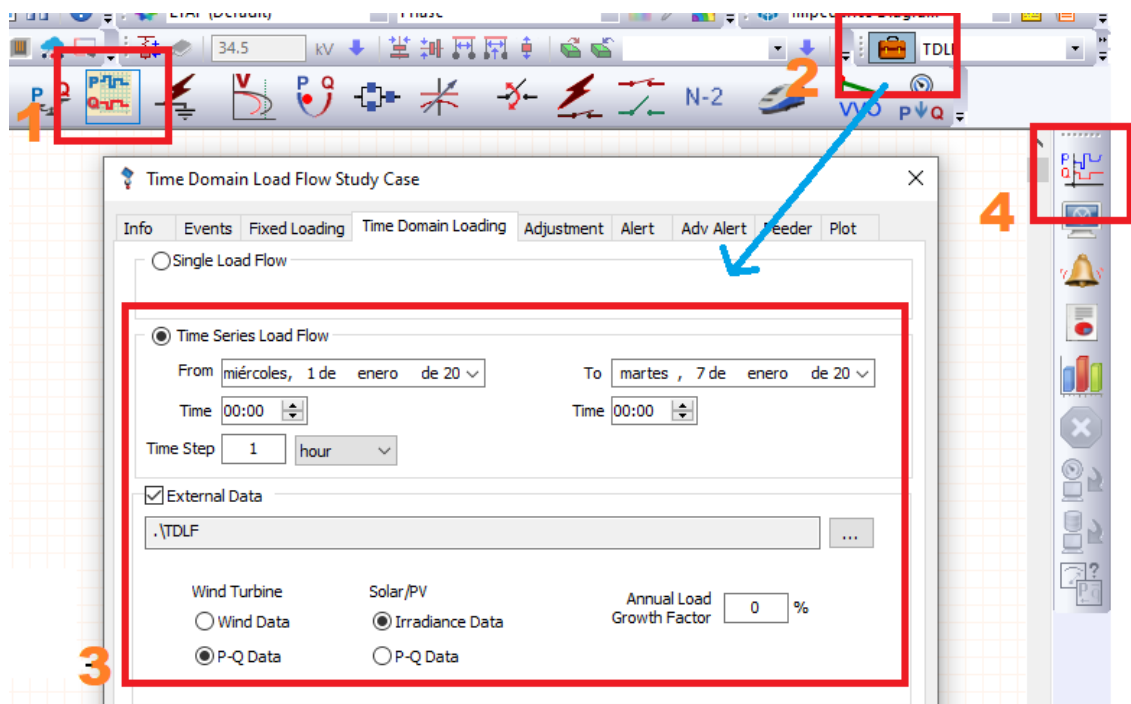 ETAP (Default)
Phase
Impedance Diagram
34.5
kV
TDL
2
P Q
P
Q
V
P Q
N-2
VVO
P Q
1
P
Q
4
Time Domain Load Flow Study Case
Info Events Fixed Loading Time Domain Loading Adjustment Alert Adv Alert Feeder Plot
Single Load Flow
Time Series Load Flow
From miércoles, 1 de enero de 20
To martes , 7 de enero de 20
Time 00:00
Time 00:00
Time Step 1 hour
External Data
.\TDLF
...
Wind Turbine
Solar/PV
Annual Load
Growth Factor 0 %
Wind Data
Irradiance Data
P-Q Data
P-Q Data
3
?
P Q